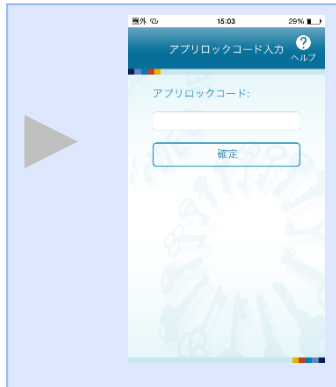 圏外 15:03 29%
アプリロックコード入力 ?
ヘルプ
アプリロックコード:
確定